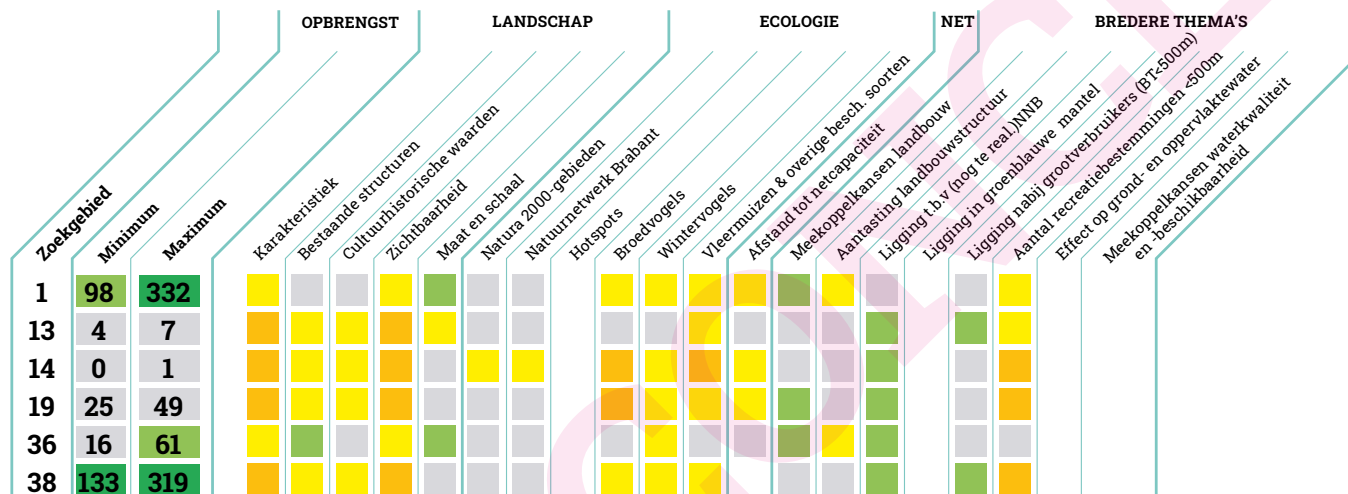 OPBRENGST LANDSCHAP ECOLOGIE NET BREDERE THEMA'S
Zoekgebied
Minimum
Maximum
Karakteristiek
Bestaande structuren
Cultuurhistorische waarden
Zichtbaarheid
Maat en schaal
Natura 2000-gebieden
Natuurnetwerk Brabant
Hotspots
Broedvogels
Wintervogels
Vleermuizen & overige besch. soorten
Afstand tot netcapaciteit
Meekoppelkansen landbouw
Aantasting landbouwstructuur
Ligging t.b.v (nog te real.)NNB
Ligging in groenblauwe mantel
Ligging nabij grootverbruikers (BT<500m)
Aantal recreatiebestemmingen <500m
Effect op grond- en oppervlaktewater
Meekoppelkansen waterkwaliteit
en -beschikbaarheid
1 98 332
13 4 7
14 0 1
19 25 49
36 16 61
38 133 319